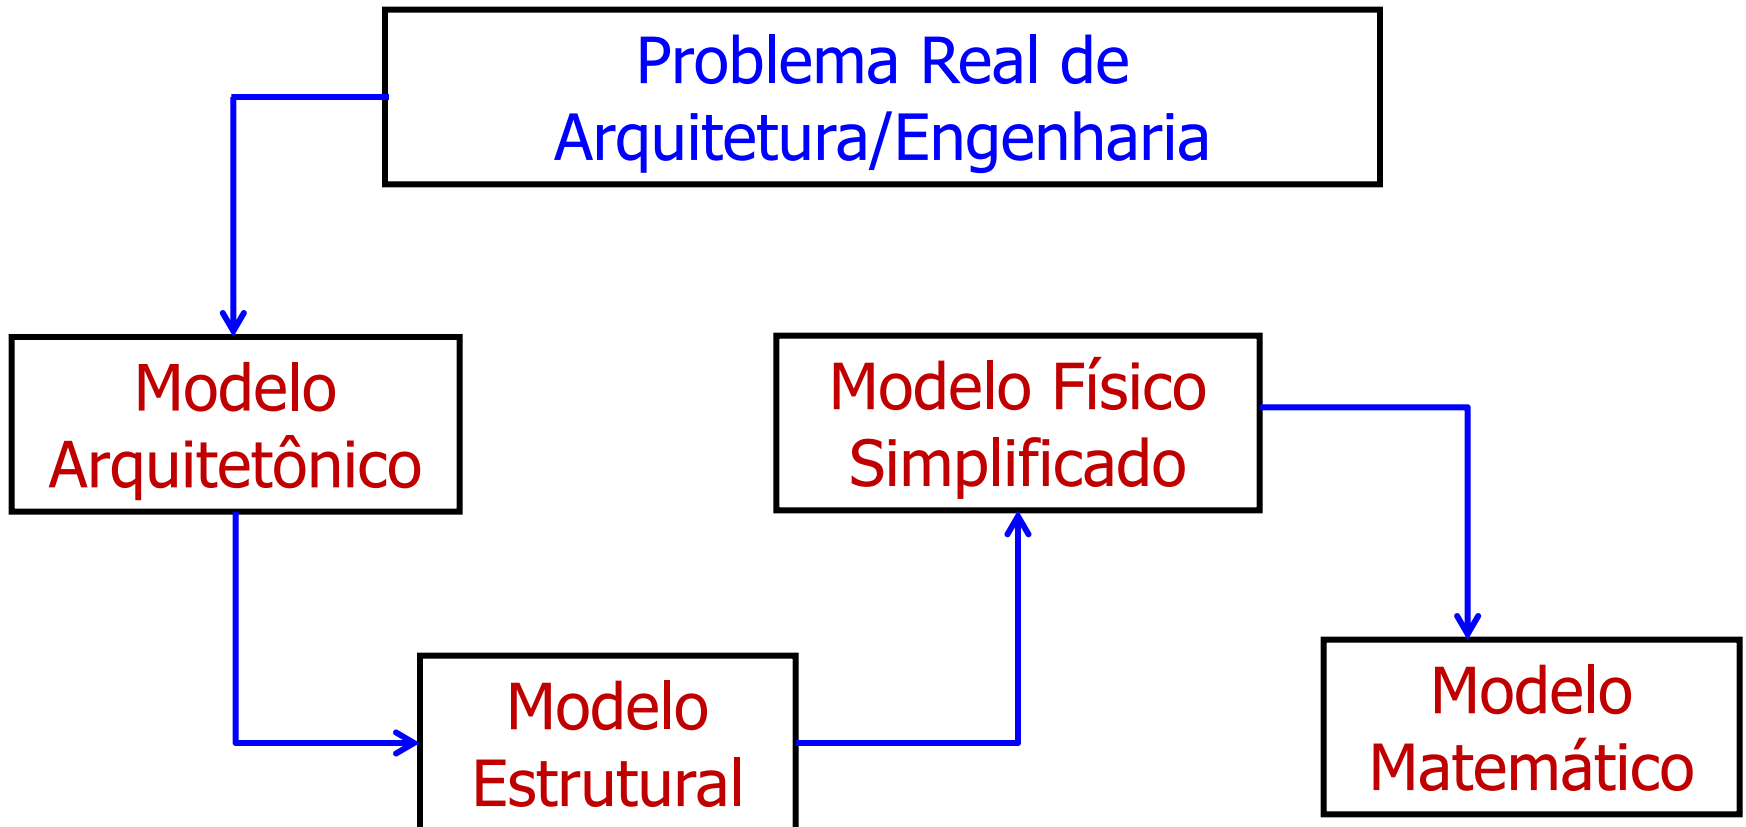 Problema Real de
Arquitetura/Engenharia
Modelo
Arquitetônico
Modelo Físico
Simplificado
Modelo
Estrutural
Modelo
Matemático